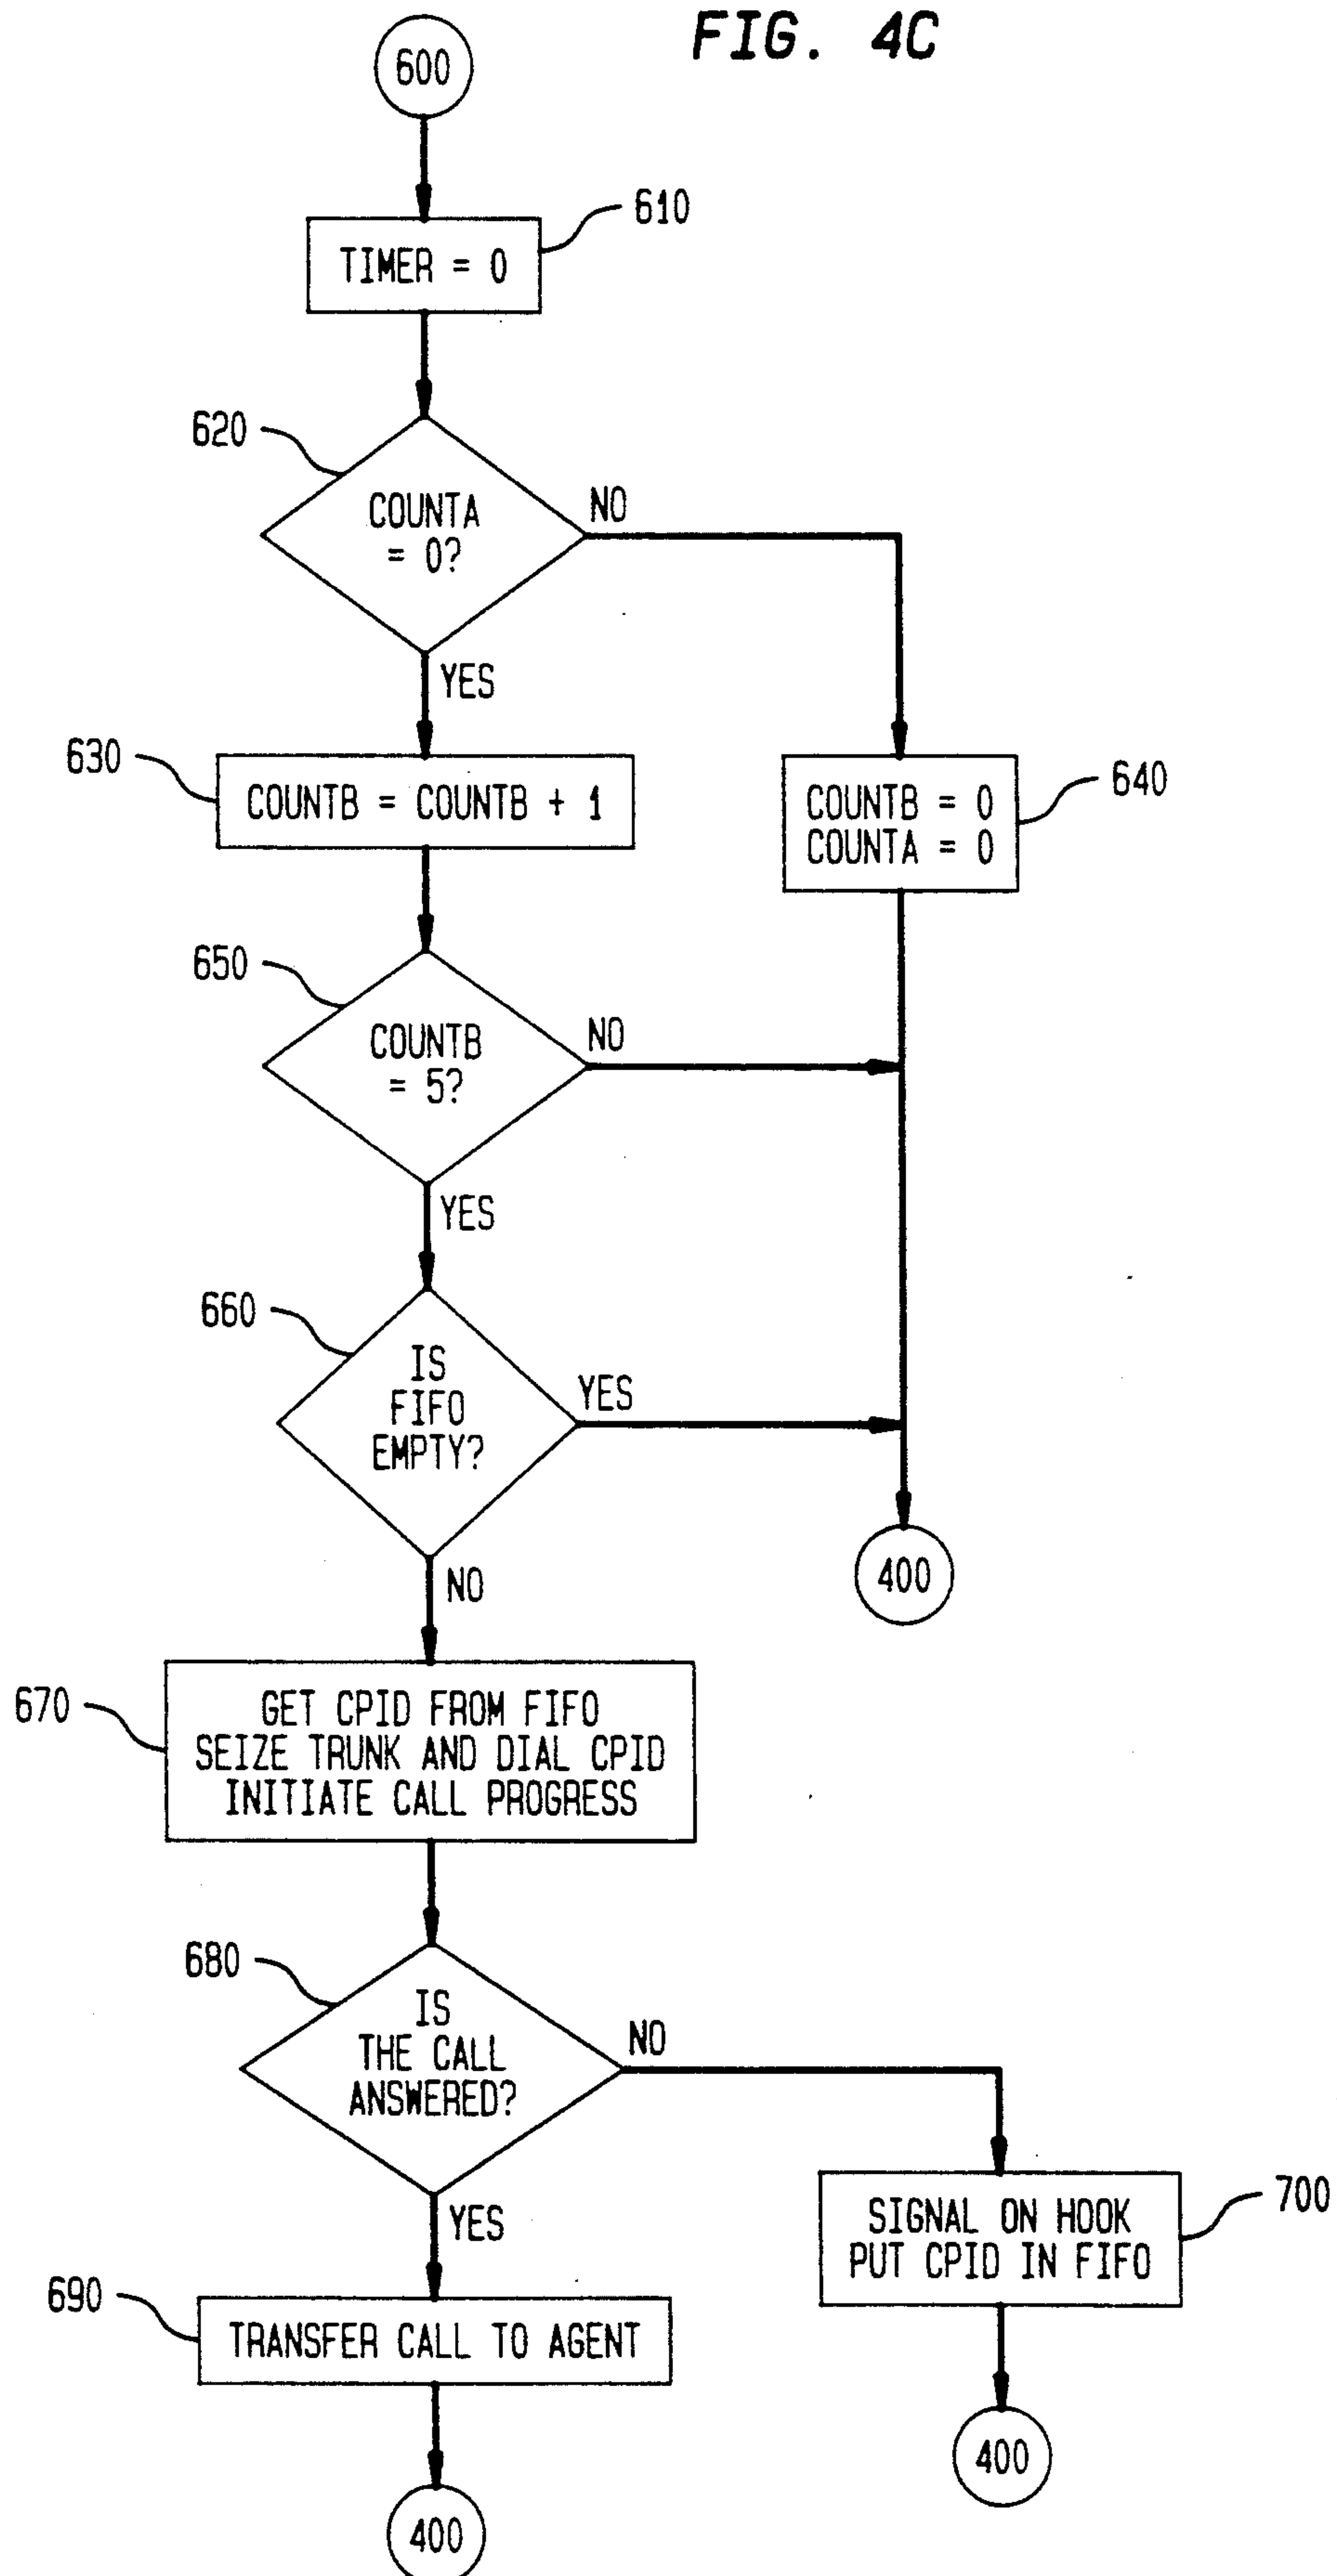 FIG. 4C
600
610
TIMER = 0
620
COUNTA
= 0?
NO
YES
630
COUNTB = COUNTB + 1
640
COUNTB = 0
COUNTA = 0
650
COUNTB
= 5?
NO
YES
660
IS
FIFO
EMPTY?
YES
400
NO
670
GET CPID FROM FIFO
SEIZE TRUNK AND DIAL CPID
INITIATE CALL PROGRESS
680
IS
THE CALL
ANSWERED?
NO
YES
700
SIGNAL ON HOOK
PUT CPID IN FIFO
690
TRANSFER CALL TO AGENT
400
400